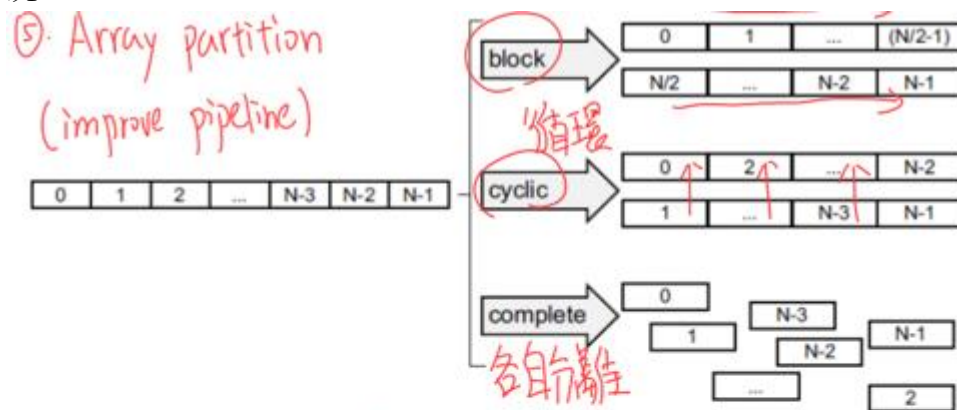 ⑤. Array partition
(improve pipeline)
0 1 2 ... N-3 N-2 N-1
block
0 1 ... (N/2-1)
N/2 ... N-2 N-1
循環
cyclic
0 2 ... N-2
1 ... N-3 N-1
complete
0
N-3
1
N-1
N-2
...
2
各自分離